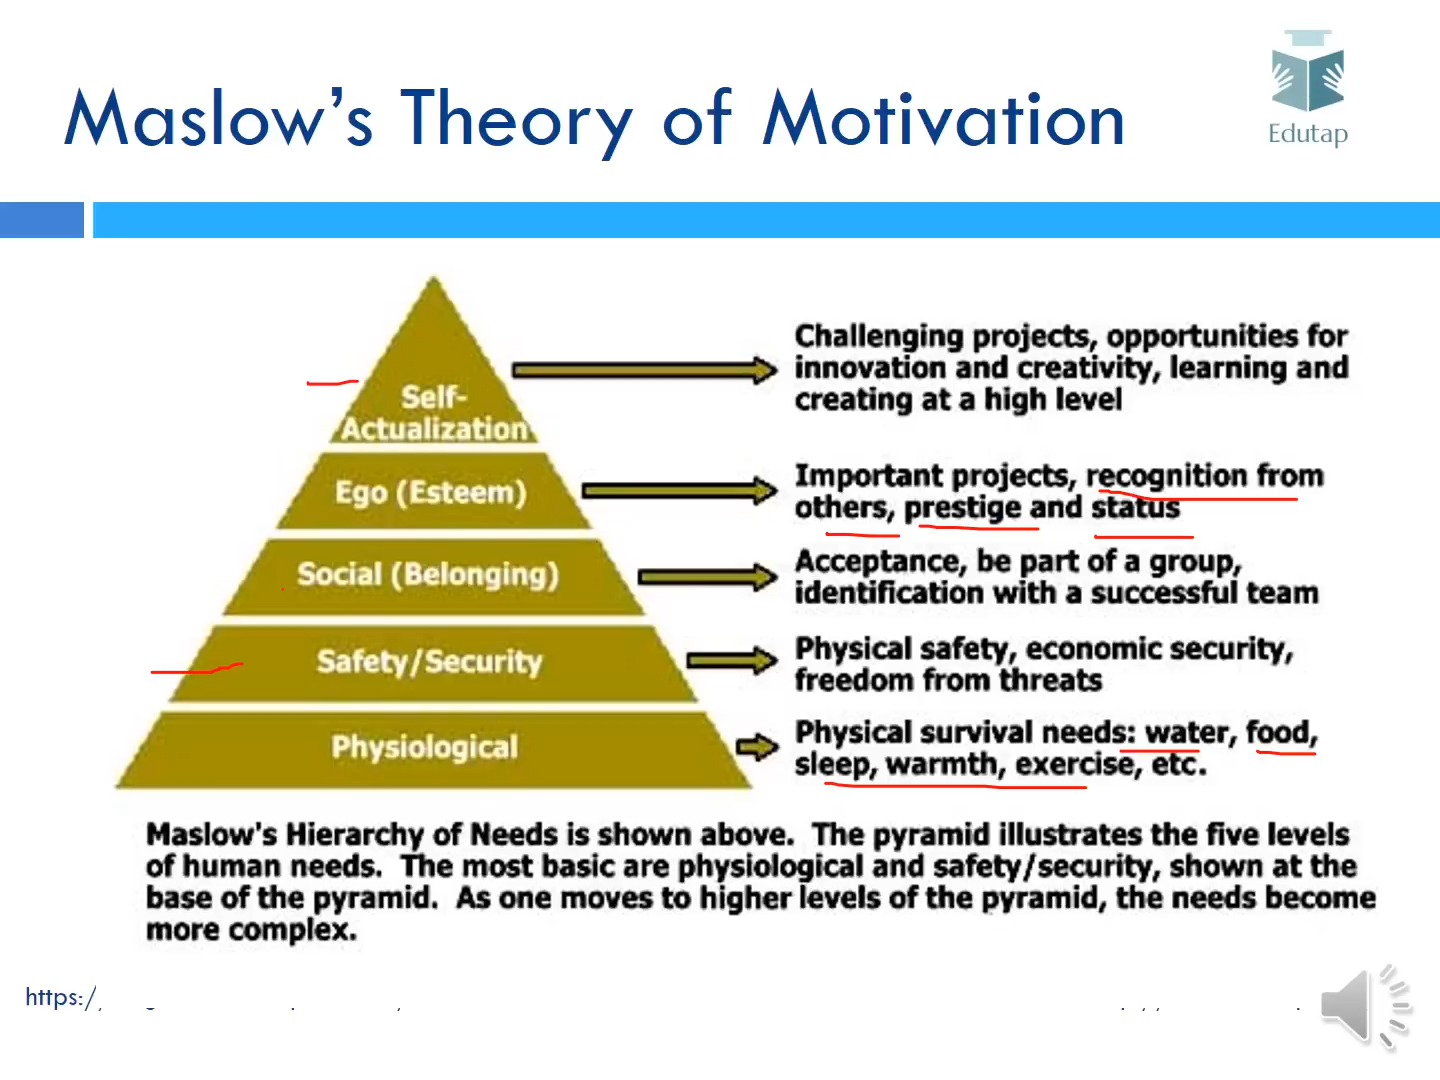 Maslow's Theory of Motivation
Edutap
Self-
Actualization
Challenging projects, opportunities for
innovation and creativity, learning and
creating at a high level
Ego (Esteem)
Important projects, recognition from
others, prestige and status
Social (Belonging)
Acceptance, be part of a group,
identification with a successful team
Safety/Security
Physical safety, economic security,
freedom from threats
Physiological
Physical survival needs: water, food,
sleep, warmth, exercise, etc.
Maslow's Hierarchy of Needs is shown above. The pyramid illustrates the five levels
of human needs. The most basic are physiological and safety/security, shown at the
base of the pyramid. As one moves to higher levels of the pyramid, the needs become
more complex.
https:/